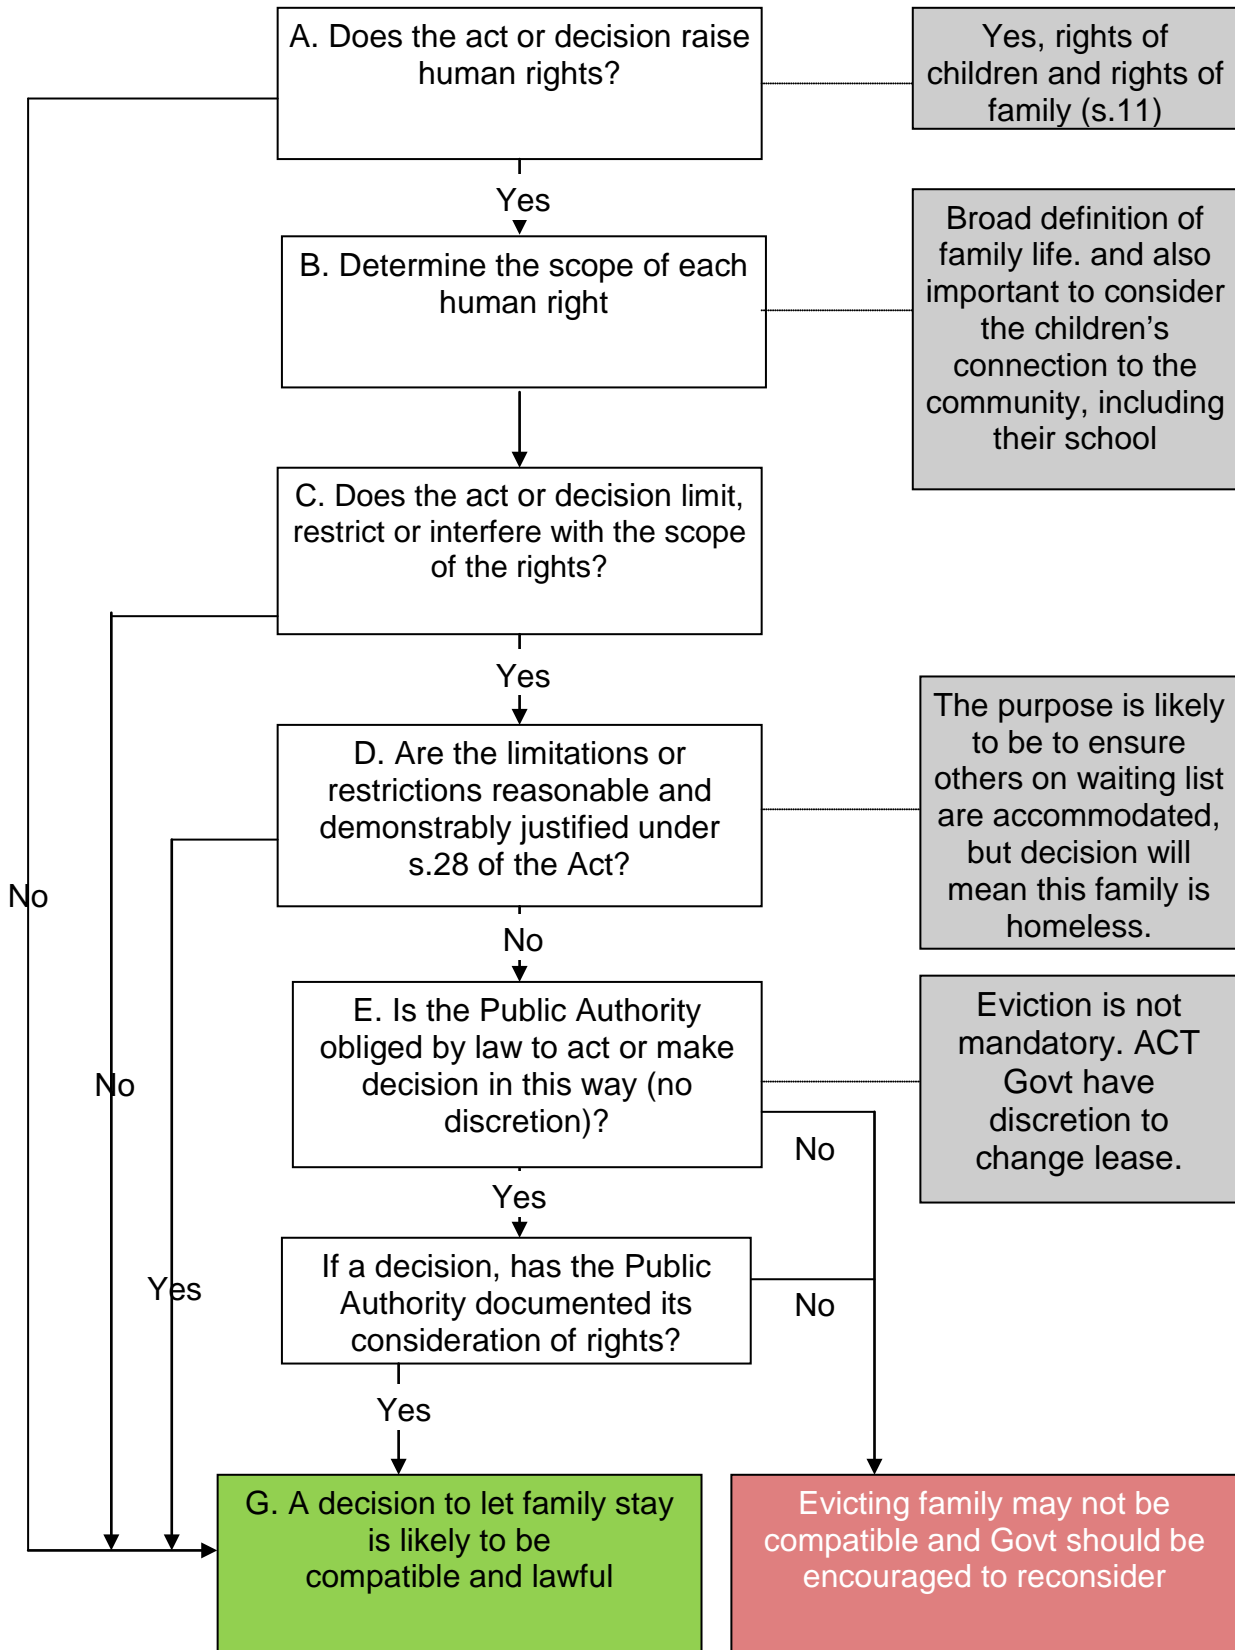 A. Does the act or decision raise
human rights?
Yes, rights of
children and rights of
family (s.11)
Yes
B. Determine the scope of each
human right
Broad definition of
family life. and also
important to consider
the children’s
connection to the
community, including
their school
C. Does the act or decision limit,
restrict or interfere with the scope
of the rights?
Yes
D. Are the limitations or
restrictions reasonable and
demonstrably justified under
s.28 of the Act?
The purpose is likely
to be to ensure
others on waiting list
are accommodated,
but decision will
mean this family is
homeless.
No
No
E. Is the Public Authority
obliged by law to act or make
decision in this way (no
discretion)?
Eviction is not
mandatory. ACT
Govt have
discretion to
change lease.
No
No
Yes
If a decision, has the Public
Authority documented its
consideration of rights?
Yes
No
Yes
G. A decision to let family stay
is likely to be
compatible and lawful
Evicting family may not be
compatible and Govt should be
encouraged to reconsider